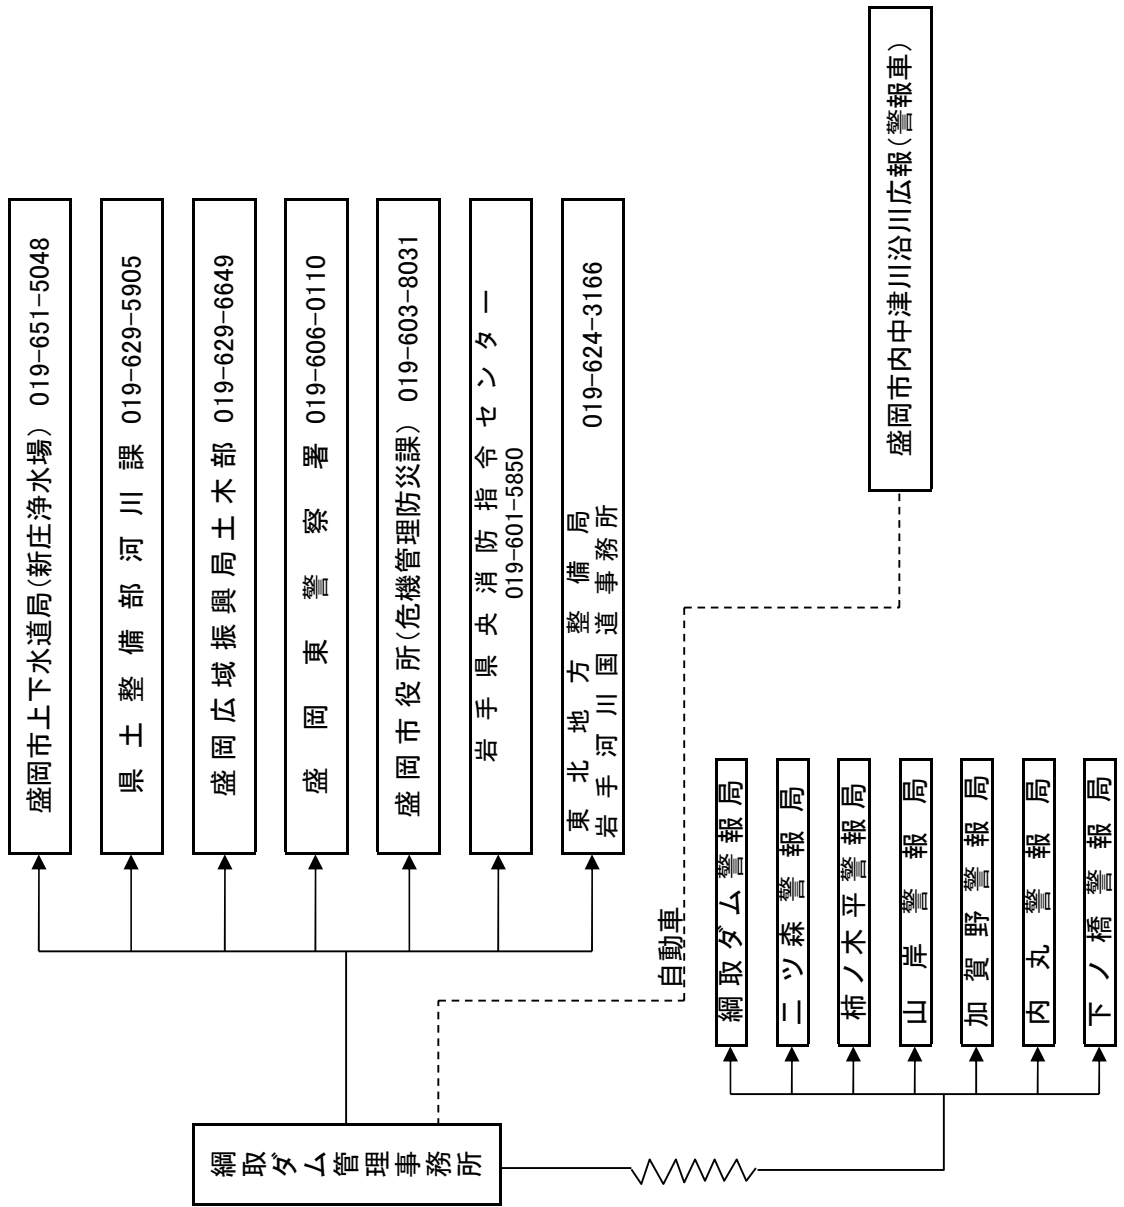 盛岡市上下水道局(新庄浄水場) 019-651-5048
県土整備部河川課 019-629-5905
盛岡広域振興局土木部 019-629-6649
盛岡東警察署 019-606-0110
盛岡市役所(危機管理防災課) 019-603-8031
岩手県央消防指令センター
019-601-5850
東北地方整備局
岩手河川国道事務所
019-624-3166
盛岡市内中津川沿川広報(警報車)
自動車
綱取ダム管理事務所
綱取ダム警報局
二ツ森警報局
柿ノ木平警報局
山岸警報局
加賀野警報局
内丸警報局
下ノ橋警報局